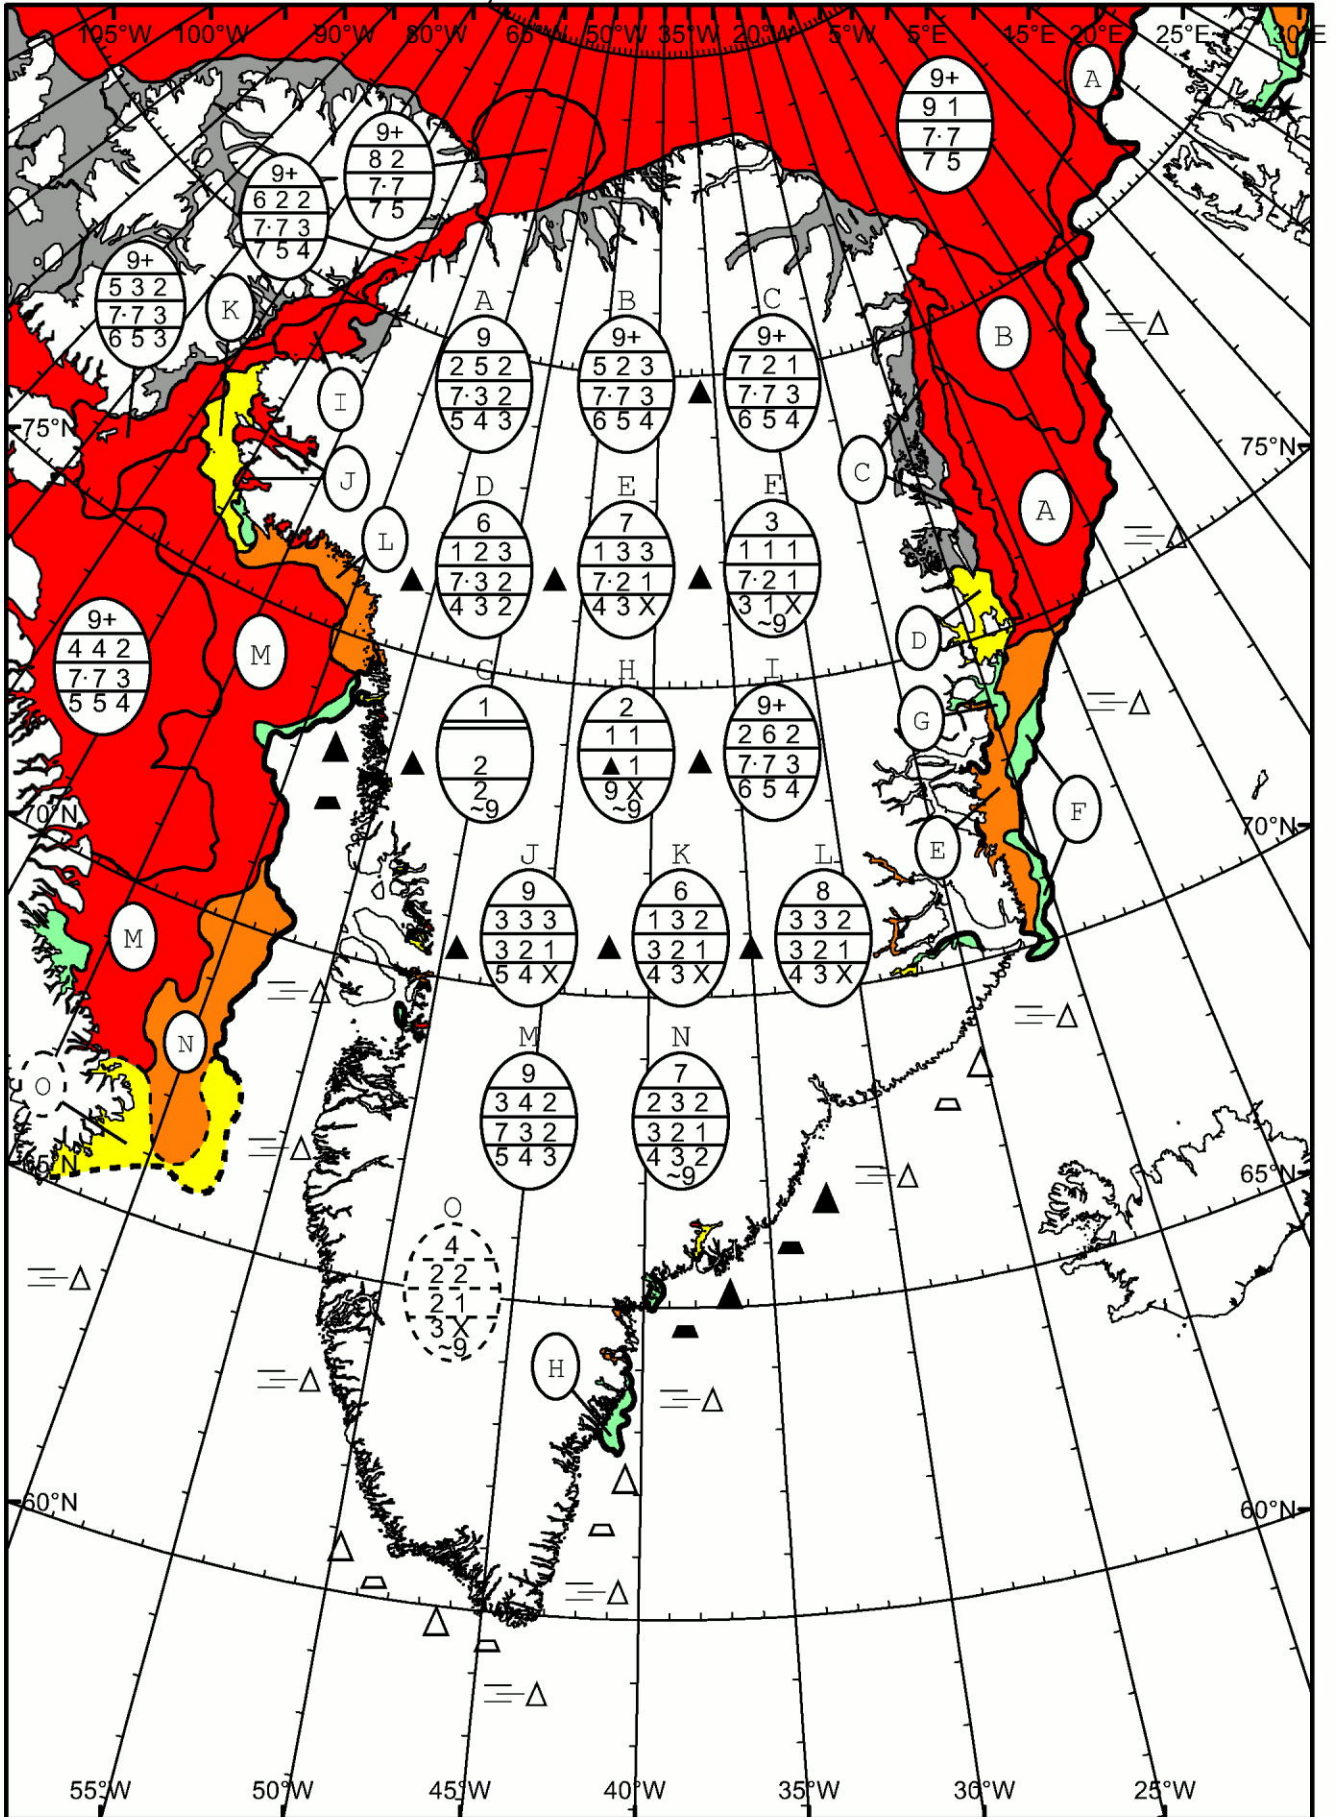 105°W 100°W 90°W 80°W 65°W 50°W 35°W 20°W 5°W 5°E 15°E 20°E 25°E 30°E
A
9+
9 1
7· 7
7 5
9+
8 2
7· 7
7 5
9+
6 2 2
7· 7 3
7 5 4
9+
5 3 2
7· 7 3
6 5 3
K
I
J
L
75°N
A
9
2 5 2
7· 3 2
5 4 3
B
9+
5 2 3
7· 7 3
6 5 4
C
9+
7 2 1
7· 7 3
6 5 4
B
C
A
75°N
D
6
1 2 3
7· 3 2
4 3 2
E
7
1 3 3
7· 2 1
4 3 X
F
3
1 1 1
7· 2 1
3 1 X
~9
D
9+
4 4 2
7· 7 3
5 5 4
M
G
1
2
2
~9
H
2
1 1
▲ 1
9 X
~9
I
9+
2 6 2
7· 7 3
6 5 4
G
F
E
70°N
70°N
J
9
3 3 3
3 2 1
5 4 X
K
6
1 3 2
3 2 1
4 3 X
L
8
3 3 2
3 2 1
4 3 X
M
N
O
M
9
3 4 2
7 3 2
5 4 3
N
7
2 3 2
3 2 1
4 3 2
~9
65°N
65°N
O
4
2 2
2 1
3 X
~9
H
60°N
60°N
55°W 50°W 45°W 40°W 35°W 30°W 25°W